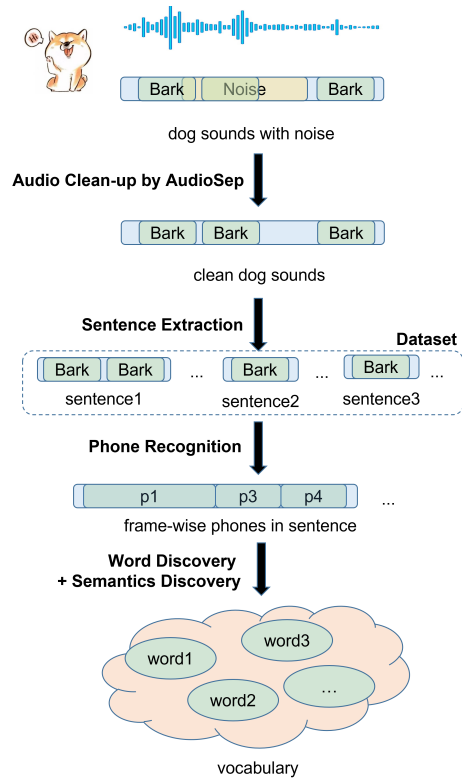 Bark Noise Bark
dog sounds with noise
Audio Clean-up by AudioSep
Bark Bark Bark
clean dog sounds
Sentence Extraction
Dataset
Bark Bark ... Bark ... Bark ...
sentence1 sentence2 sentence3
Phone Recognition
p1 p3 p4 ...
frame-wise phones in sentence
Word Discovery
+ Semantics Discovery
word3
word1
word2 ...
vocabulary